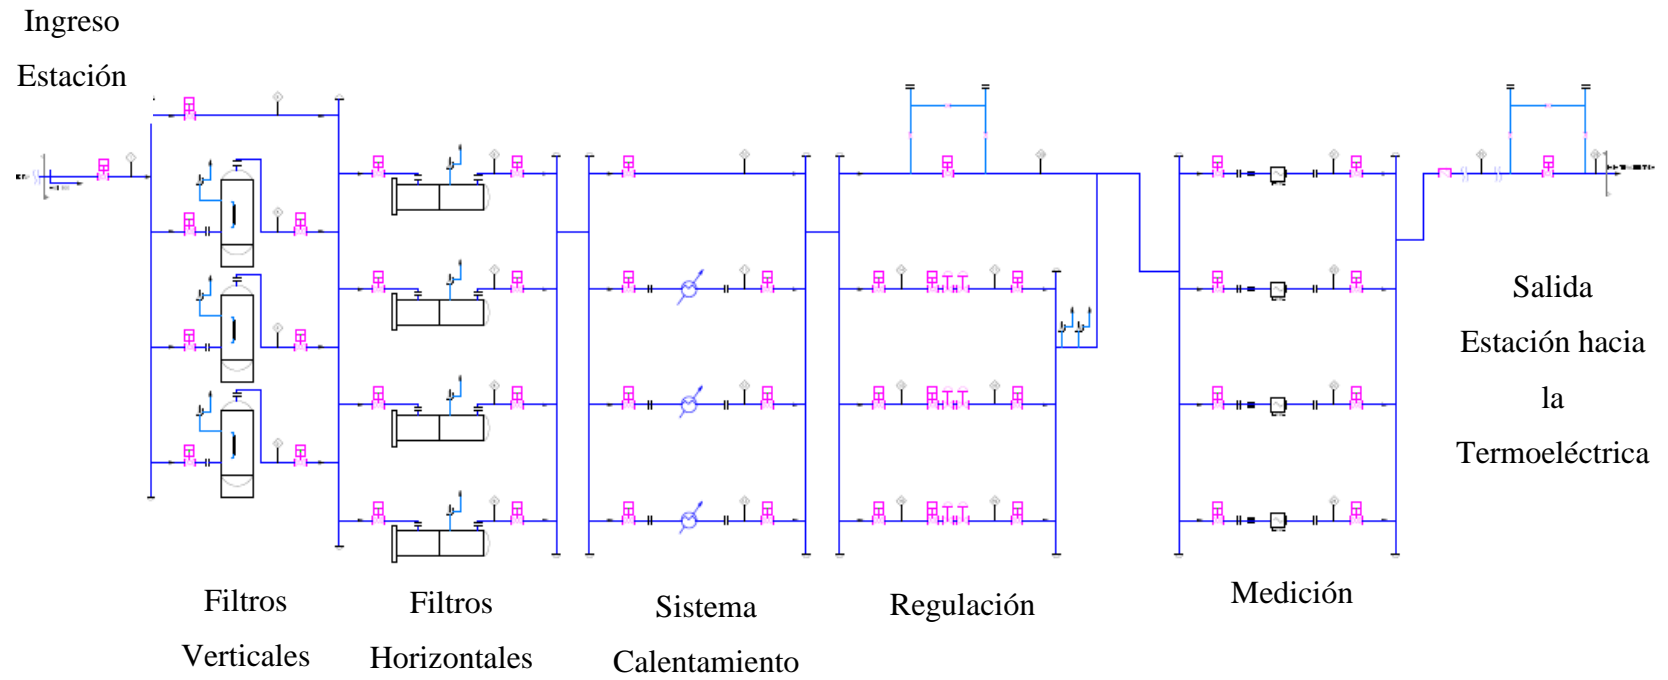 Ingreso
Estación
Filtros
Verticales
Filtros
Horizontales
Sistema
Calentamiento
Regulación
Medición
Salida
Estación hacia
la
Termoeléctrica